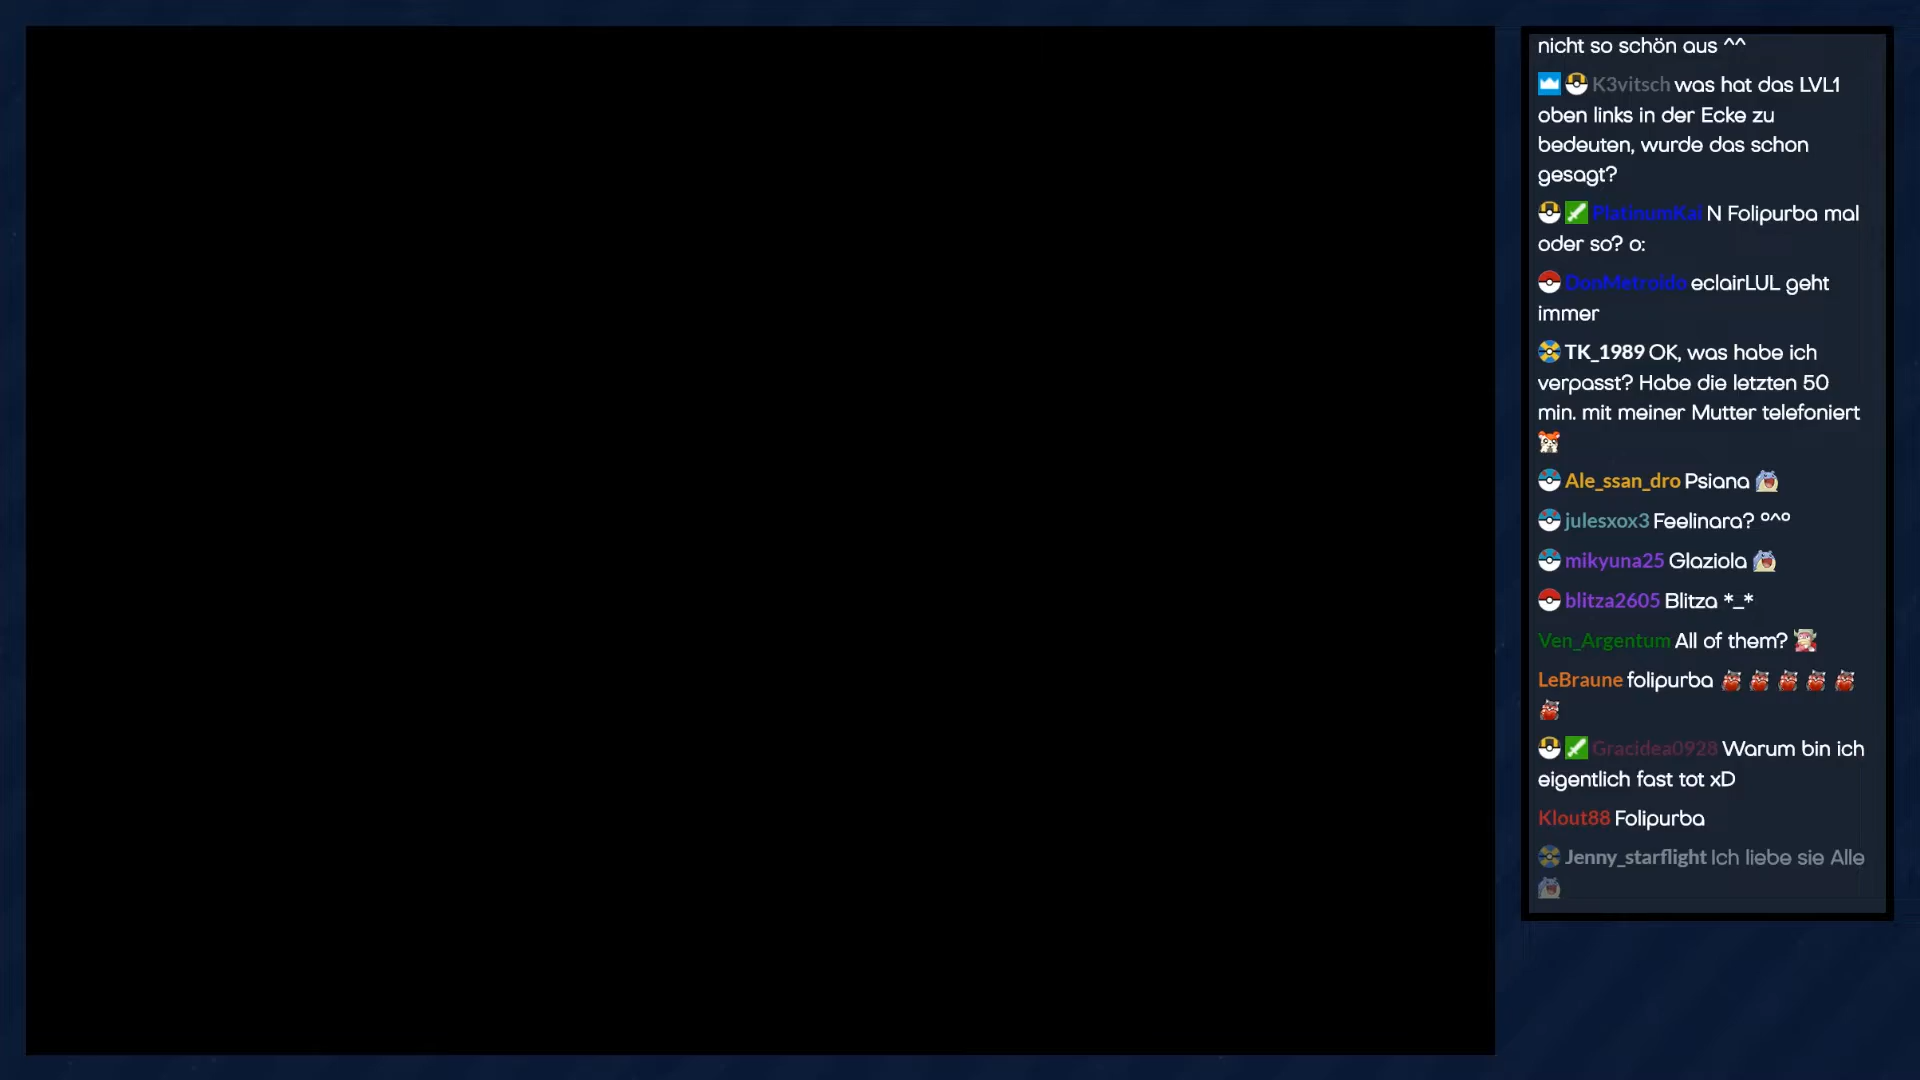 nicht so schön aus ^^
K3vitsch was hat das LVL1
oben links in der Ecke zu
bedeuten, wurde das schon
gesagt?
PlatinumKai N Folipurba mal
oder so? o:
DonMetroido eclairLUL geht
immer
TK_1989 OK, was habe ich
verpasst? Habe die letzten 50
min. mit meiner Mutter telefoniert
Ale_ssan_dro Psiana
julesxox3 Feelinara? °^°
mikyuna25 Glaziola
blitza2605 Blitza *_*
Ven_Argentum All of them?
LeBraune folipurba
Gracidea0928 Warum bin ich
eigentlich fast tot xD
Klout88 Folipurba
Jenny_starflight Ich liebe sie Alle